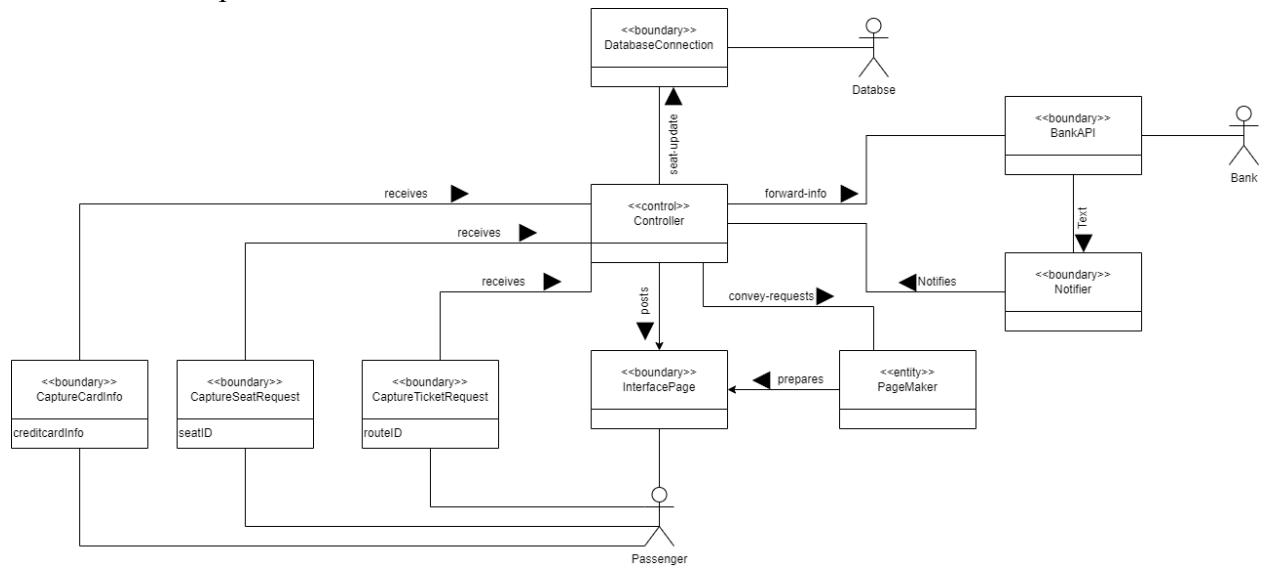 <<boundary>>
DatabaseConnection
Databse
<<boundary>>
BankAPI
Bank
seat-update
receives
forward-info
<<control>>
Controller
receives
Text
receives
Notifies
<<boundary>>
Notifier
convey-requests
posts
<<boundary>>
CaptureCardInfo
creditcardInfo
<<boundary>>
CaptureSeatRequest
seatID
<<boundary>>
CaptureTicketRequest
routeID
<<boundary>>
InterfacePage
prepares
<<entity>>
PageMaker
Passenger